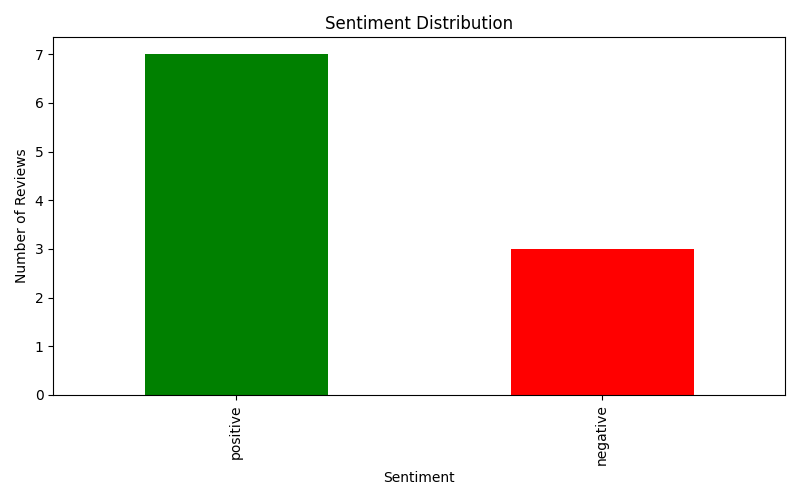 Sentiment Distribution
Number of Reviews
7
6
5
4
3
2
1
0
positive
negative
Sentiment